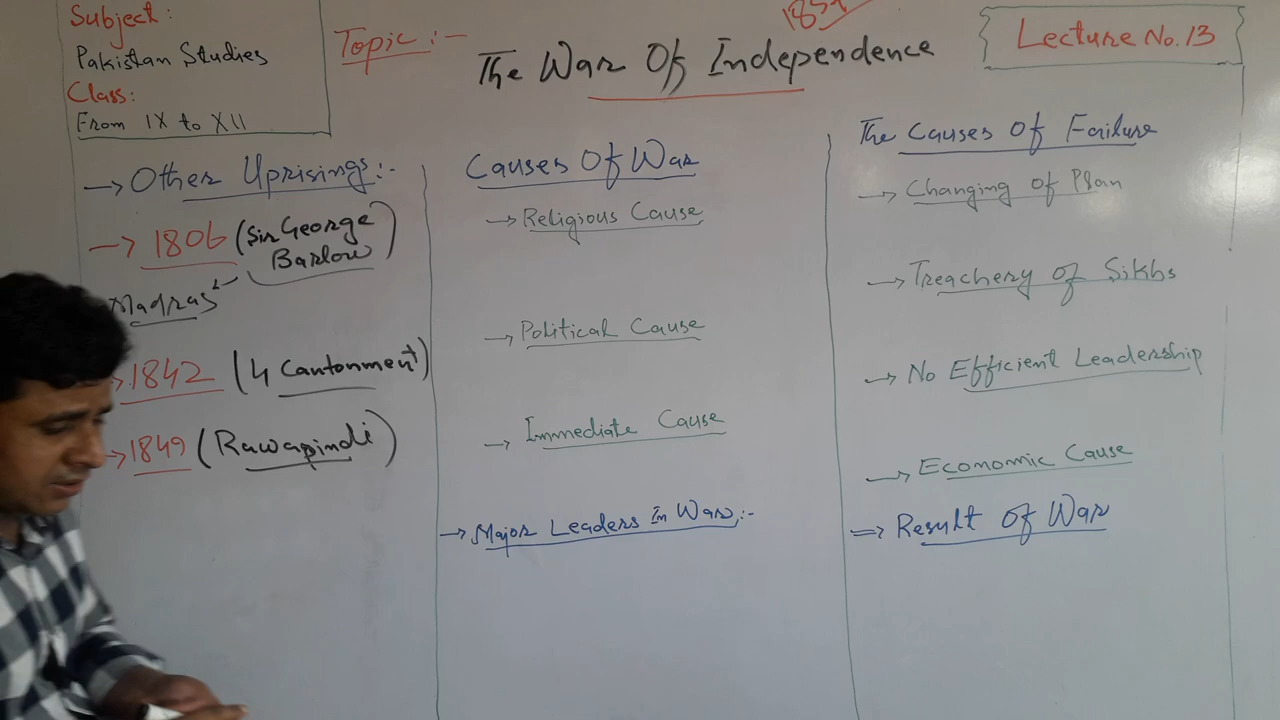 Subject:
Pakistan Studies
Class:
From IX to XII
Topic:-
The War Of Independence
Lecture No.13
→ Other Uprisings:-
→ 1806 (Sir George
Barlow)
Madras
→ 1842 (4 Cantonment)
→ 1849 (Rawapindi)
Causes Of War
→ Religious Cause
→ Political Cause
→ Immediate Cause
→ Major Leaders In War:-
The Causes Of Failure
→ Changing of Plan
→ Treachery of Sikhs
→ No Efficient Leadership
→ Economic Cause
⇒ Result Of War